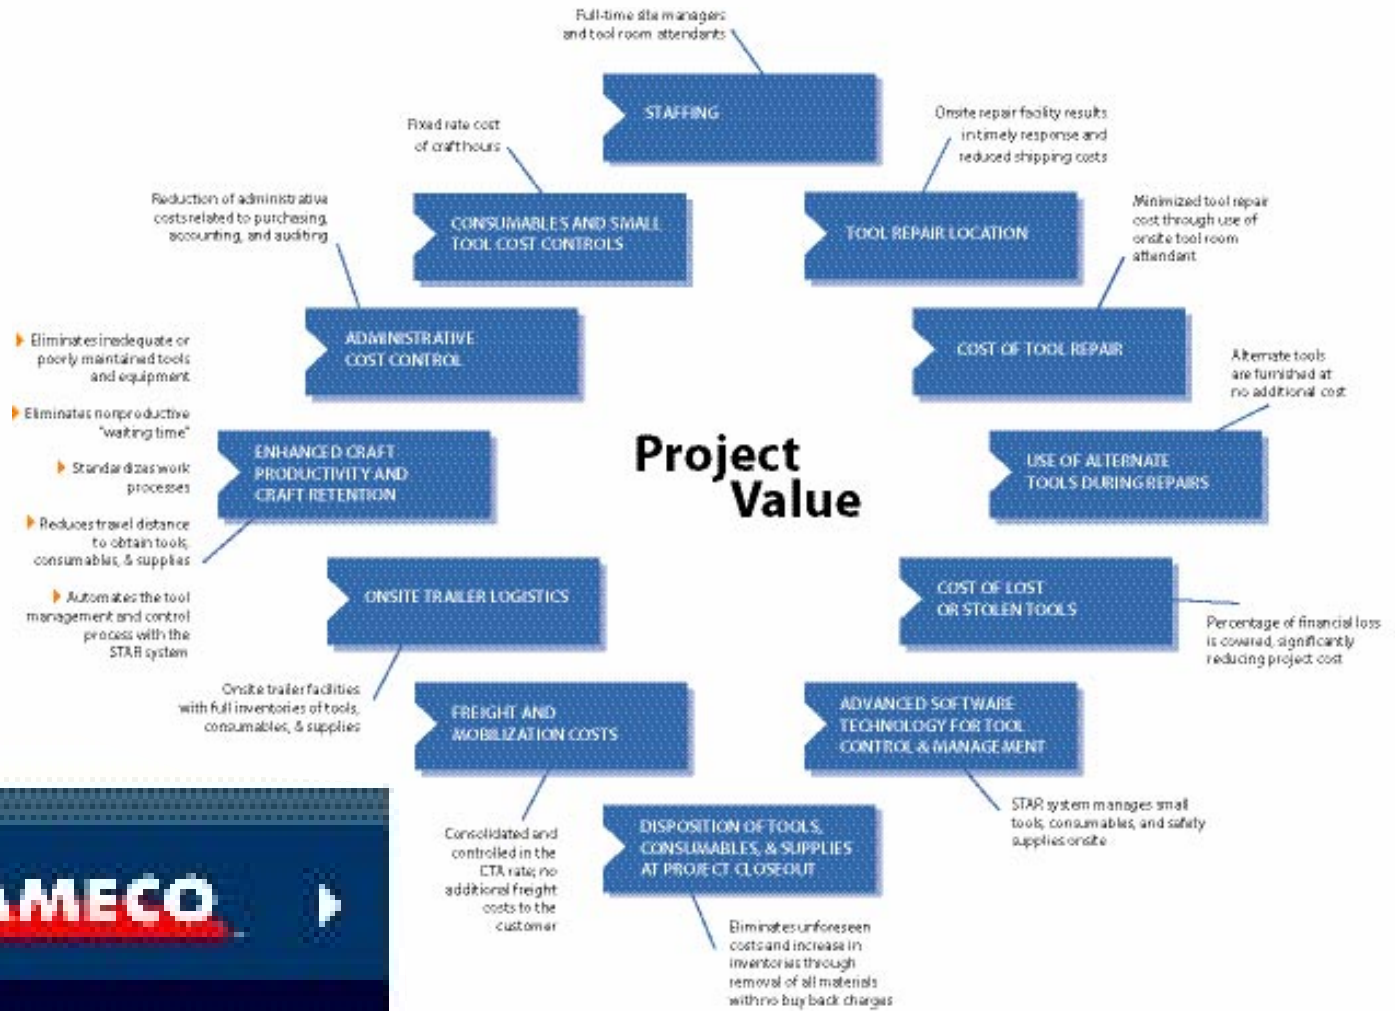 Full-time site managers
and tool room attendants
STAFFING
Onsite repair facility results
in timely response and
reduced shipping costs
TOOL REPAIR LOCATION
Minimized tool repair
cost through use of
onsite tool room
attendant
COST OF TOOL REPAIR
Alternate tools
are furnished at
no additional cost
USE OF ALTERNATE
TOOLS DURING REPAIRS
COST OF LOST
OR STOLEN TOOLS
Percentage of financial loss
is covered, significantly
reducing project cost
ADVANCED SOFTWARE
TECHNOLOGY FOR TOOL
CONTROL & MANAGEMENT
STAR system manages small
tools, consumables, and safety
supplies onsite
DISPOSITION OF TOOLS,
CONSUMABLES, & SUPPLIES
AT PROJECT CLOSEOUT
Eliminates unforeseen
costs and increase in
inventories through
removal of all materials
with no buy back charges
FREIGHT AND
MOBILIZATION COSTS
Consolidated and
controlled in the
CTA rate; no
additional freight
costs to the
customer
ONSITE TRAILER LOGISTICS
Onsite trailer facilities
with full inventories of tools,
consumables, & supplies
ENHANCED CRAFT
PRODUCTIVITY AND
CRAFT RETENTION
Eliminates inadequate or
poorly maintained tools
and equipment
Eliminates nonproductive
"waiting time"
Standardizes work
processes
Reduces travel distance
to obtain tools,
consumables, & supplies
Automates the tool
management and control
process with the
STAR system
ADMINISTRATIVE
COST CONTROL
Reduction of administrative
costs related to purchasing,
accounting, and auditing
CONSUMABLES AND SMALL
TOOL COST CONTROLS
Fixed rate cost
of craft hours
Project
Value
AMECO